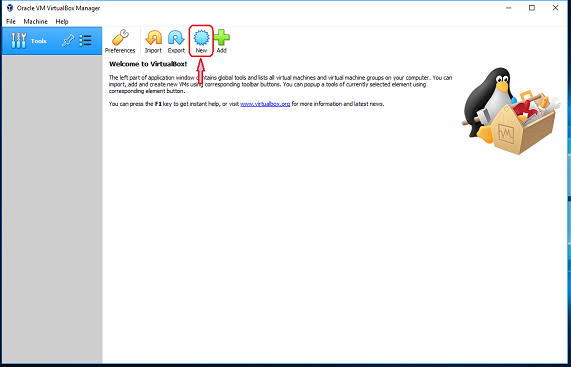 Oracle VM VirtualBox Manager
File Machine Help
Tools
Preferences Import Export New Add
Welcome to VirtualBox!
The left part of application window contains global tools and lists all virtual machines and virtual machine groups on your computer. You can
import, add and create new VMs using corresponding toolbar buttons. You can popup a tools of currently selected element using
corresponding element button.
You can press the F1 key to get instant help, or visit www.virtualbox.org for more information and latest news.